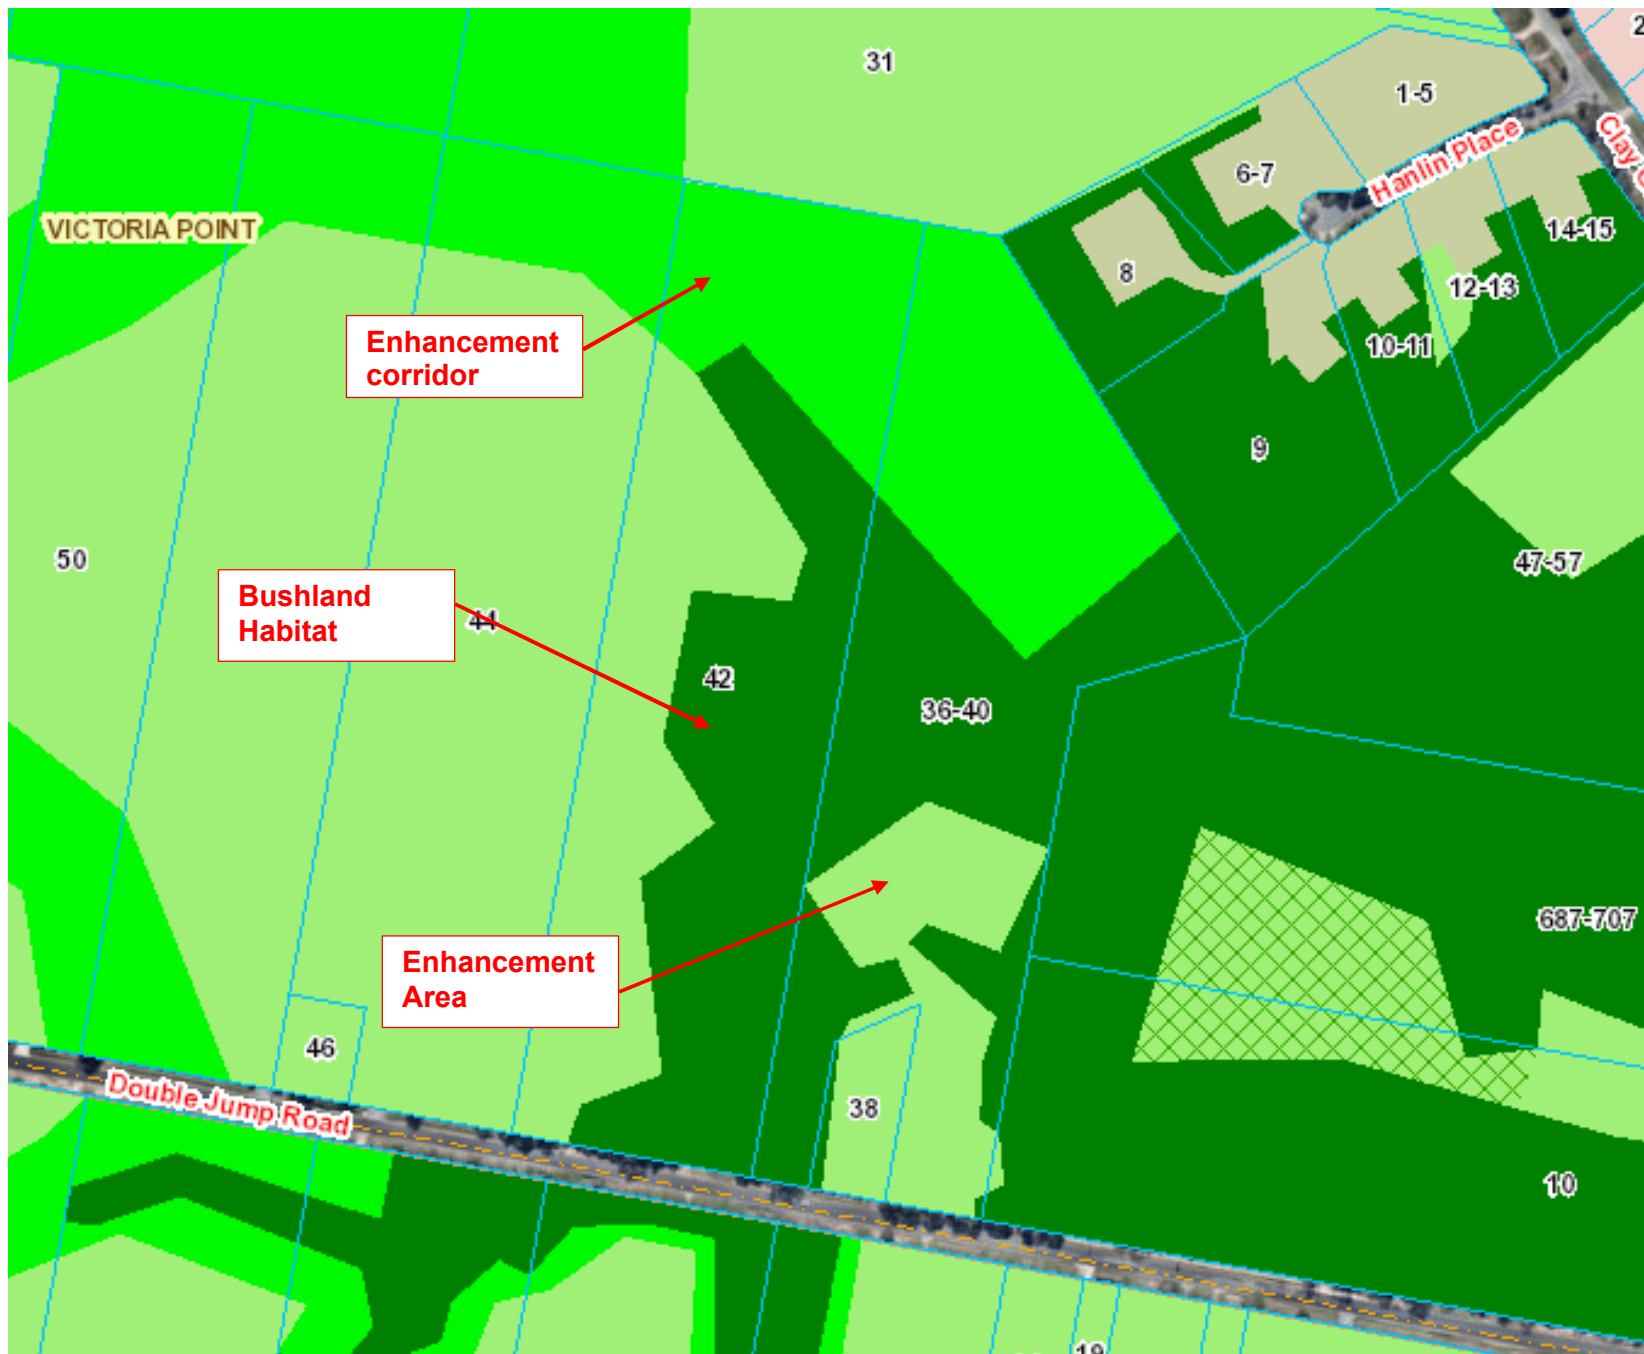 31
2
1-5
Hanlin Place
Clay
6-7
VICTORIA POINT
14-15
8
12-13
Enhancement
corridor
10-11
9
50
47-57
Bushland
Habitat
44
42
36-40
687-707
Enhancement
Area
46
Double Jump Road
38
10
19